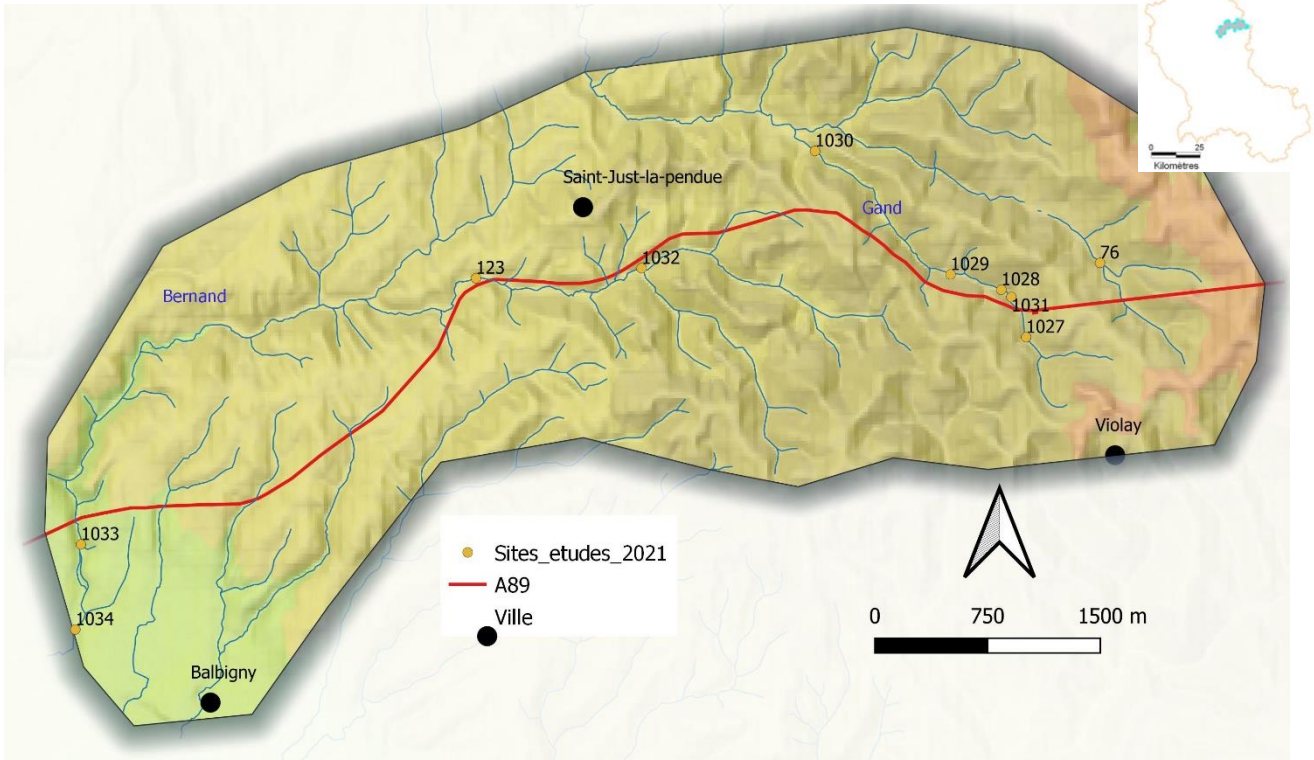 0 25
Kilomètres
1030
Saint-Just-la-pendue
Gand
76
1032
1029
123
1028
1031
Bernand
1027
Violay
1033
Sites_etudes_2021
A89
Ville
0 750 1500 m
1034
Balbigny